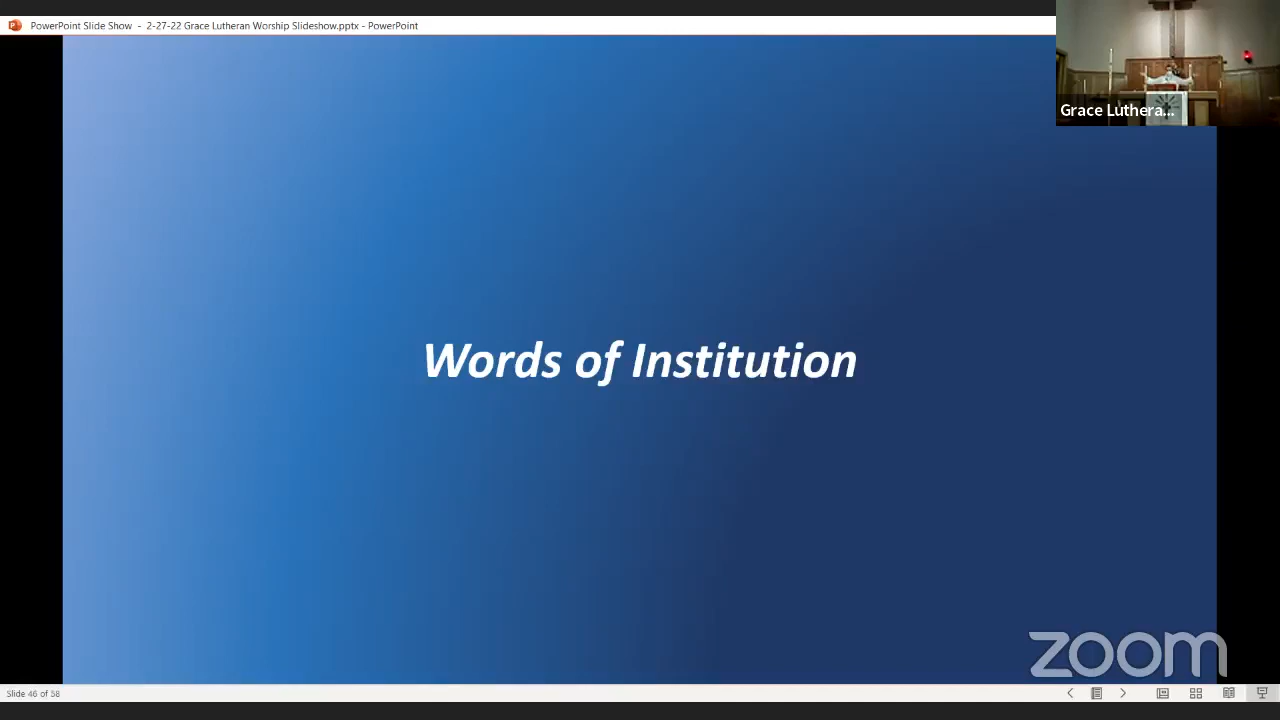 PowerPoint Slide Show - 2-27-22 Grace Lutheran Worship Slideshow.pptx - PowerPoint
Grace Luthera...
Words of Institution
zoom
Slide 46 of 58